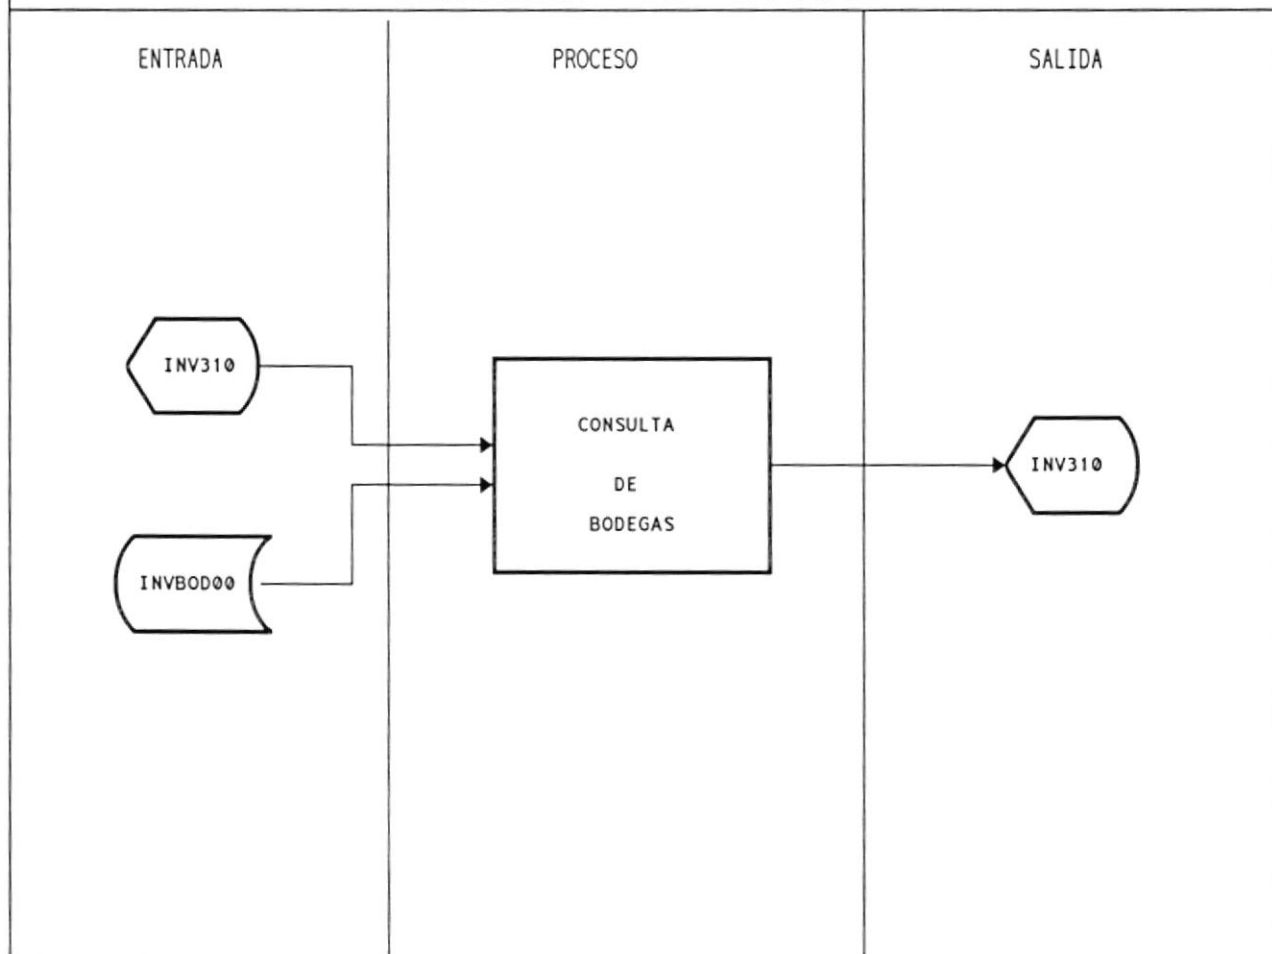 ENTRADA
PROCESO
SALIDA
INV310
INVBOD00
CONSULTA
DE
BODEGAS
INV310